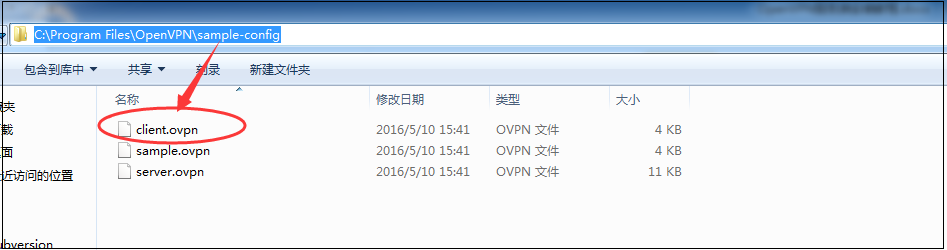 C:\Program Files\OpenVPN\sample-config
包含到库中 共享 刻录 新建文件夹
名称 修改日期 类型 大小
夹
client.ovpn 2016/5/10 15:41 OVPN 文件 4 KB
sample.ovpn 2016/5/10 15:41 OVPN 文件 4 KB
面
server.ovpn 2016/5/10 15:41 OVPN 文件 11 KB
近访问的位置
ubversion